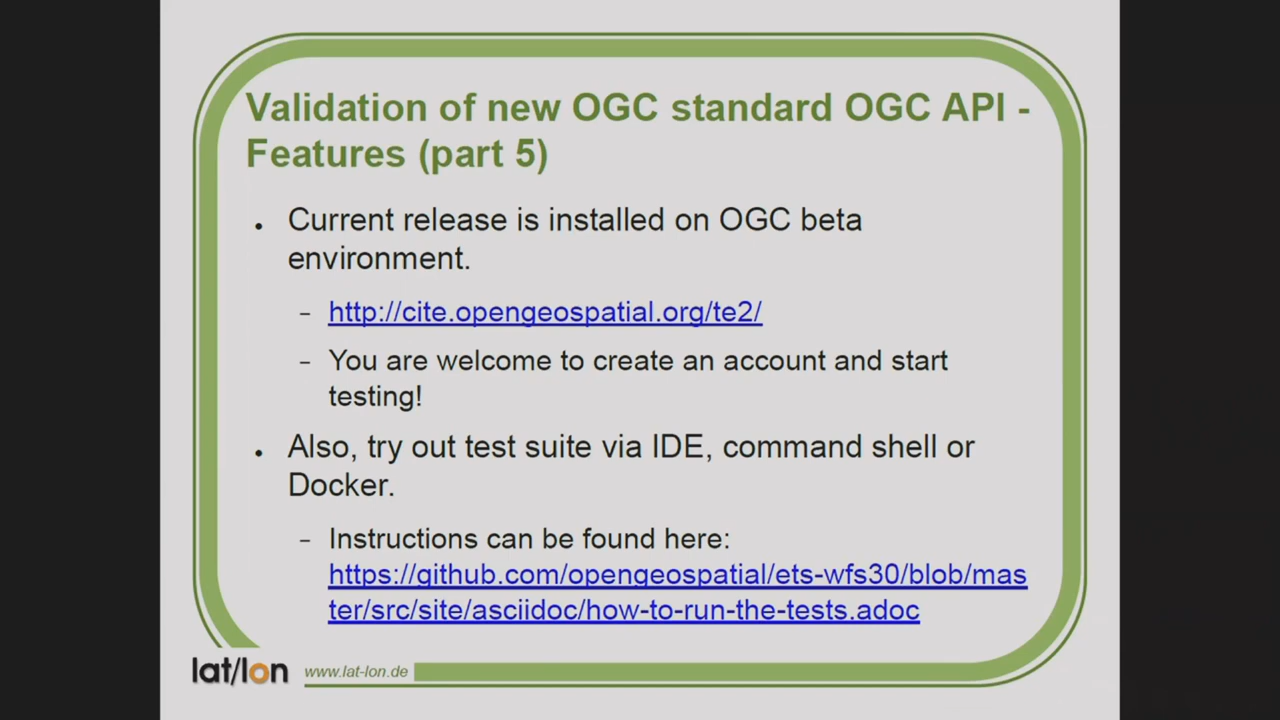 Validation of new OGC standard OGC API -
Features (part 5)
• Current release is installed on OGC beta
environment.
– http://cite.opengeospatial.org/te2/
– You are welcome to create an account and start
testing!
• Also, try out test suite via IDE, command shell or
Docker.
– Instructions can be found here:
https://github.com/opengeospatial/ets-wfs30/blob/mas
ter/src/site/asciidoc/how-to-run-the-tests.adoc
lat/lon www.lat-lon.de